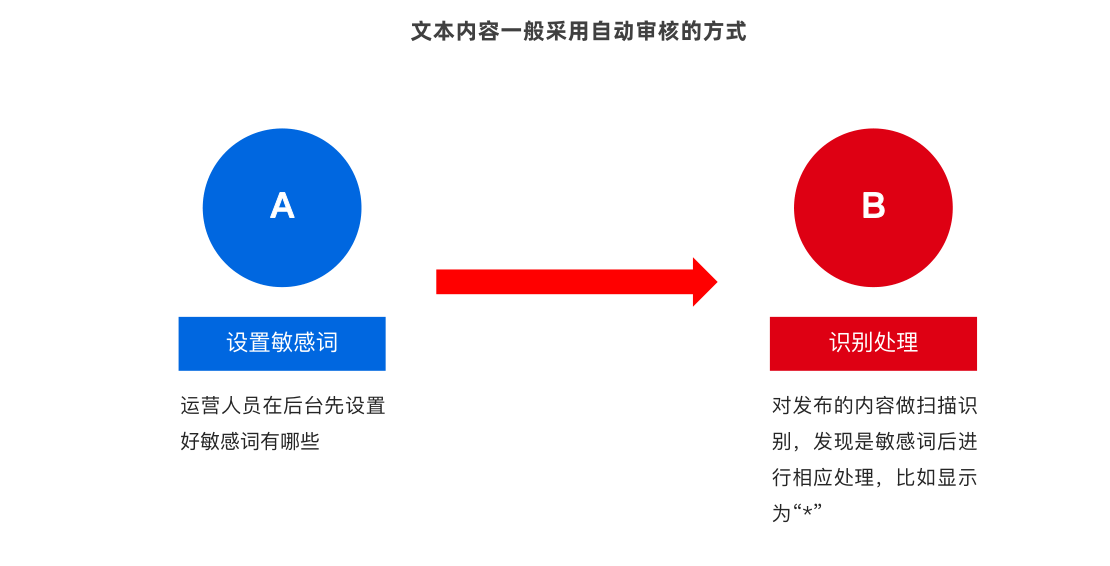 文本内容一般采用自动审核的方式
A
设置敏感词
运营人员在后台先设置
好敏感词有哪些
B
识别处理
对发布的内容做扫描识
别，发现是敏感词后进
行相应处理，比如显示
为“*”